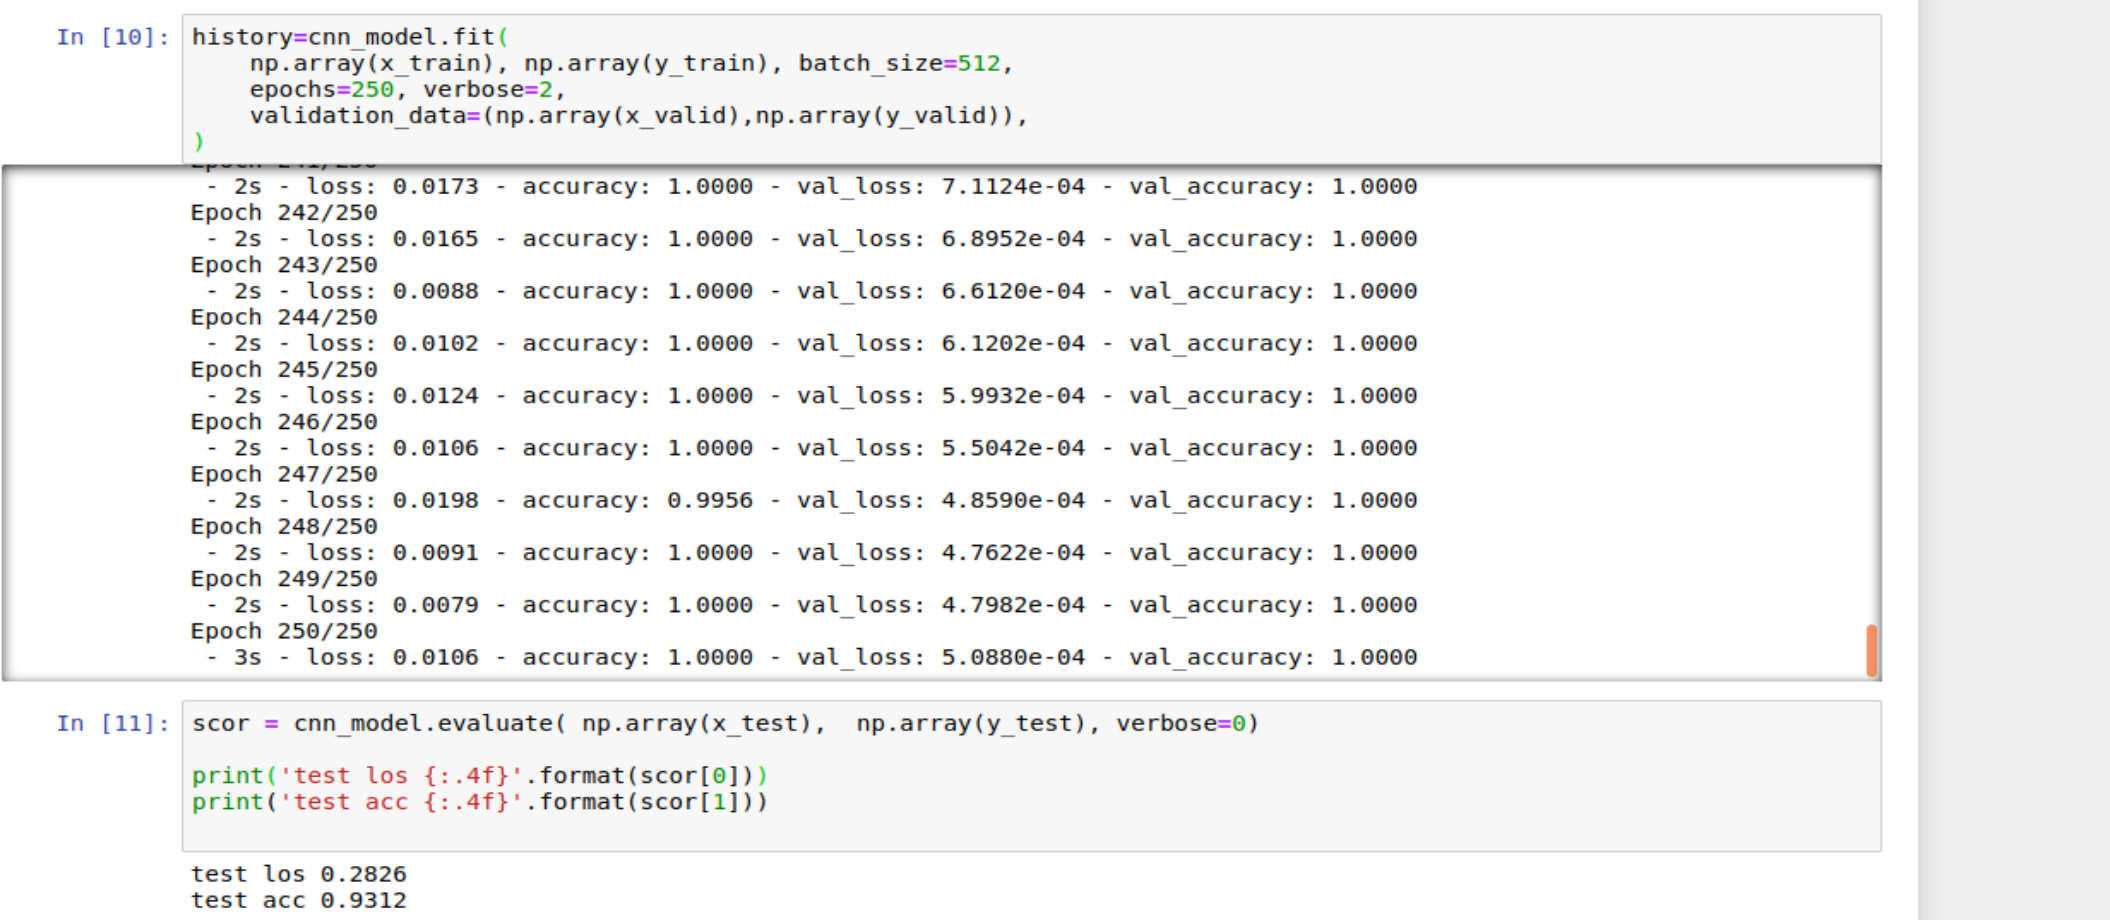 In [10]: history=cnn_model.fit(
np.array(x_train), np.array(y_train), batch_size=512,
epochs=250, verbose=2,
validation_data=(np.array(x_valid),np.array(y_valid)),
)
- 2s - loss: 0.0173 - accuracy: 1.0000 - val_loss: 7.1124e-04 - val_accuracy: 1.0000
Epoch 242/250
- 2s - loss: 0.0165 - accuracy: 1.0000 - val_loss: 6.8952e-04 - val_accuracy: 1.0000
Epoch 243/250
- 2s - loss: 0.0088 - accuracy: 1.0000 - val_loss: 6.6120e-04 - val_accuracy: 1.0000
Epoch 244/250
- 2s - loss: 0.0102 - accuracy: 1.0000 - val_loss: 6.1202e-04 - val_accuracy: 1.0000
Epoch 245/250
- 2s - loss: 0.0124 - accuracy: 1.0000 - val_loss: 5.9932e-04 - val_accuracy: 1.0000
Epoch 246/250
- 2s - loss: 0.0106 - accuracy: 1.0000 - val_loss: 5.5042e-04 - val_accuracy: 1.0000
Epoch 247/250
- 2s - loss: 0.0198 - accuracy: 0.9956 - val_loss: 4.8590e-04 - val_accuracy: 1.0000
Epoch 248/250
- 2s - loss: 0.0091 - accuracy: 1.0000 - val_loss: 4.7622e-04 - val_accuracy: 1.0000
Epoch 249/250
- 2s - loss: 0.0079 - accuracy: 1.0000 - val_loss: 4.7982e-04 - val_accuracy: 1.0000
Epoch 250/250
- 3s - loss: 0.0106 - accuracy: 1.0000 - val_loss: 5.0880e-04 - val_accuracy: 1.0000
In [11]: scor = cnn_model.evaluate( np.array(x_test),  np.array(y_test), verbose=0)
print('test los {:.4f}'.format(scor[0]))
print('test acc {:.4f}'.format(scor[1]))
test los 0.2826
test acc 0.9312